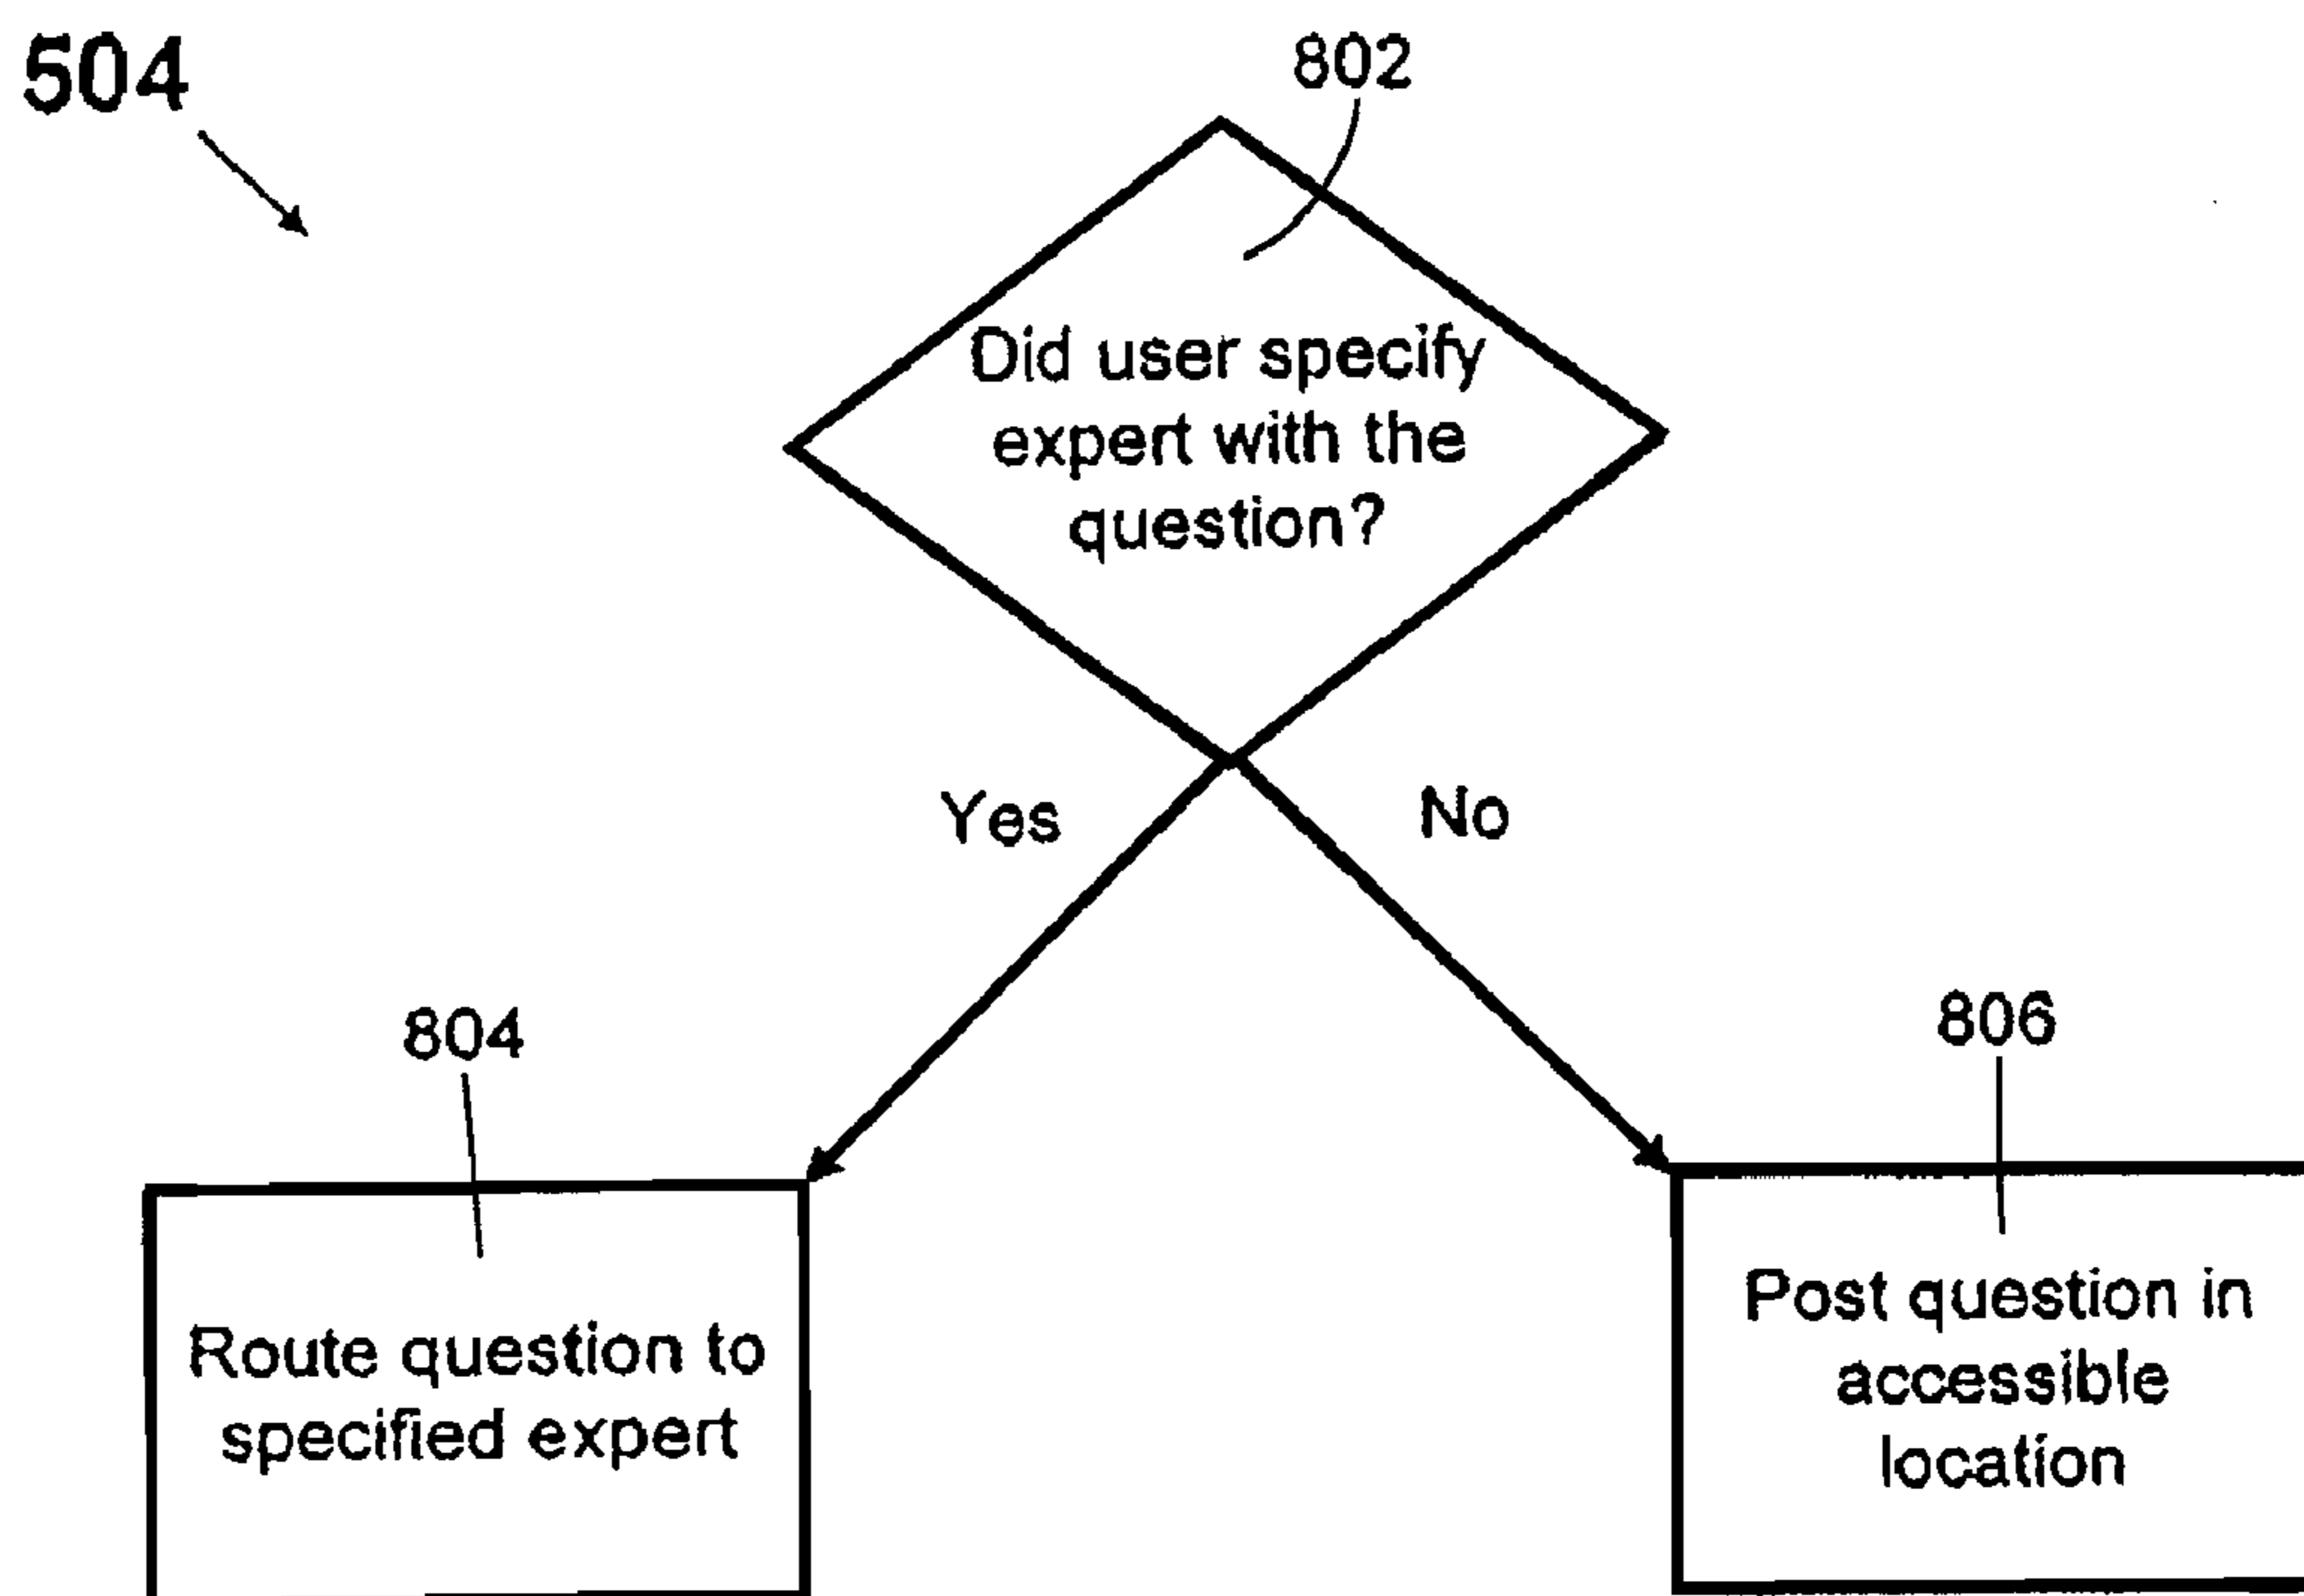 504
802
Did user specify
expert with the
question?
Yes
No
804
806
Route question to
specified expert
Post question in
accessible
location